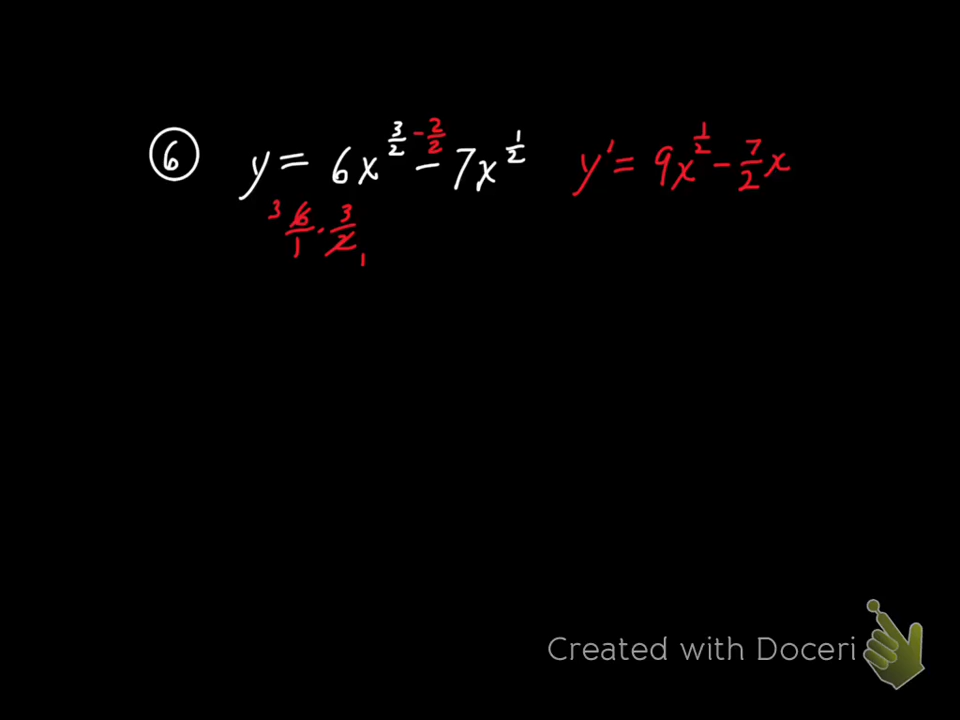 ⑥ y = 6x^(3/2 - 2/2) - 7x^(1/2) y' = 9x^(1/2) - 7/2 x
3 6/1 · 3/2 1
Created with Doceri